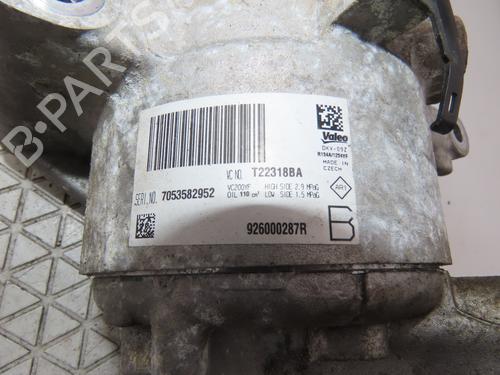 B-PARTS
Valeo
DKV-09Z
R134A/1234YF
MADE IN
CZECH
VC NO. T22318BA
SERI.NO. 7053582952
VC200YF HIGH SIDE 2.9 MPaG
OIL 110 cm³ LOW SIDE 1.5 MPaG
926000287R
B